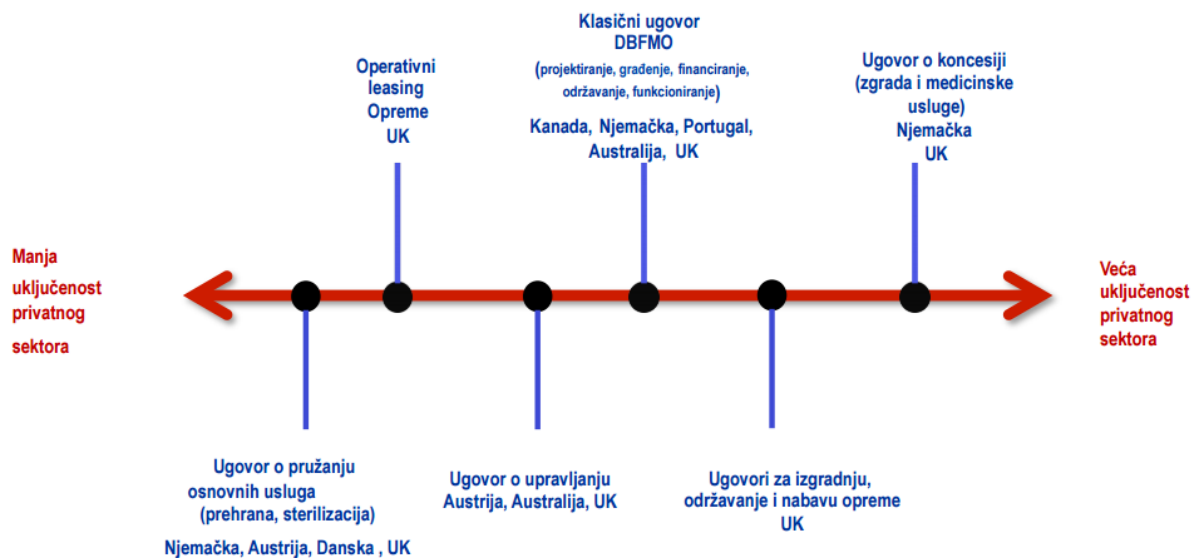 Klasični ugovor
DBFMO
(projektiranje, građenje, financiranje,
održavanje, funkcioniranje)
Kanada, Njemačka, Portugal,
Australija, UK
Operativni
leasing
Opreme
UK
Ugovor o koncesiji
(zgrada i medicinske
usluge)
Njemačka
UK
Manja
uključenost
privatnog
sektora
Veća
uključenost
privatnog
sektora
Ugovor o pružanju
osnovnih usluga
(prehrana, sterilizacija)
Njemačka, Austrija, Danska , UK
Ugovor o upravljanju
Austrija, Australija, UK
Ugovori za izgradnju,
održavanje i nabavu opreme
UK